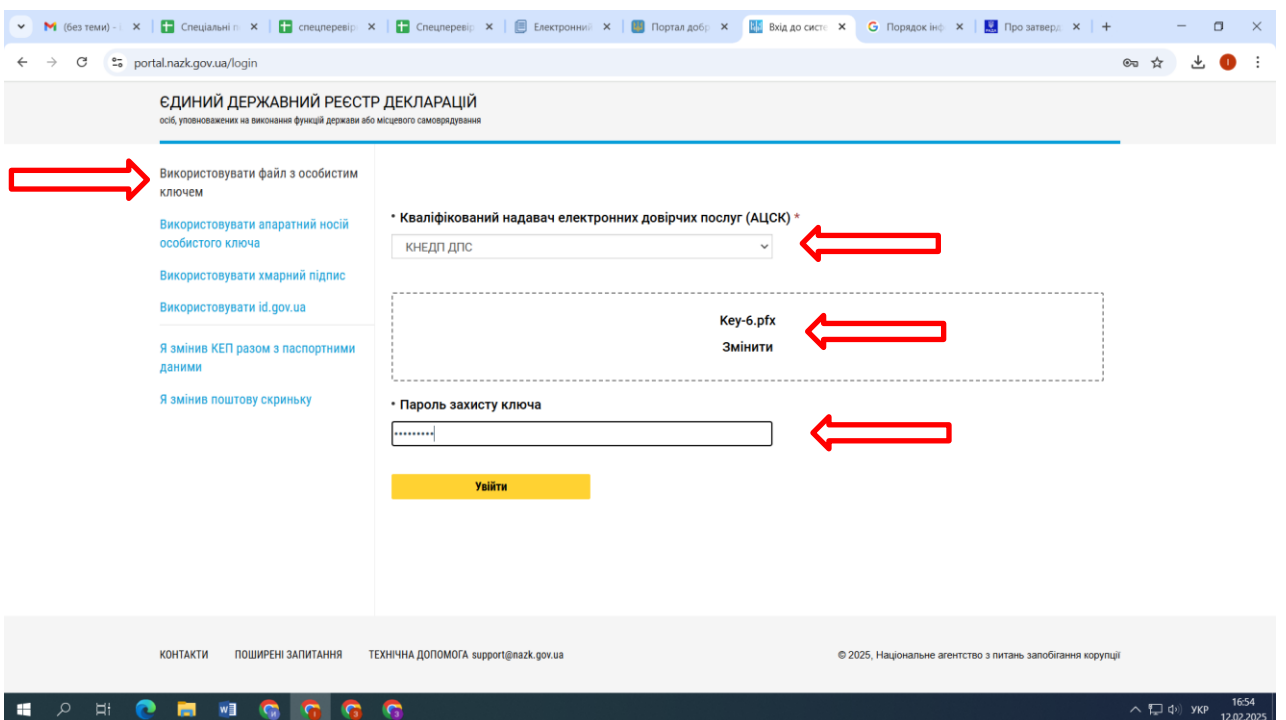 (без теми) -
Спеціальні п
спецперевір
Спецперевір
Електронний
Портал добр
Вхід до систе
Порядок інф
Про затверд
portal.nazk.gov.ua/login
ЄДИНИЙ ДЕРЖАВНИЙ РЕЄСТР ДЕКЛАРАЦІЙ
осіб, уповноважених на виконання функцій держави або місцевого самоврядування
Використовувати файл з особистим
ключем
Використовувати апаратний носій
особистого ключа
Використовувати хмарний підпис
Використовувати id.gov.ua
Я змінив КЕП разом з паспортними
даними
Я змінив поштову скриньку
* Кваліфікований надавач електронних довірчих послуг (АЦСК) *
КНЕДП ДПС
Key-6.pfx
Змінити
* Пароль захисту ключа
Увійти
КОНТАКТИ ПОШИРЕНІ ЗАПИТАННЯ ТЕХНІЧНА ДОПОМОГА support@nazk.gov.ua
© 2025, Національне агентство з питань запобігання корупції
УКР
16:54
12.02.2025